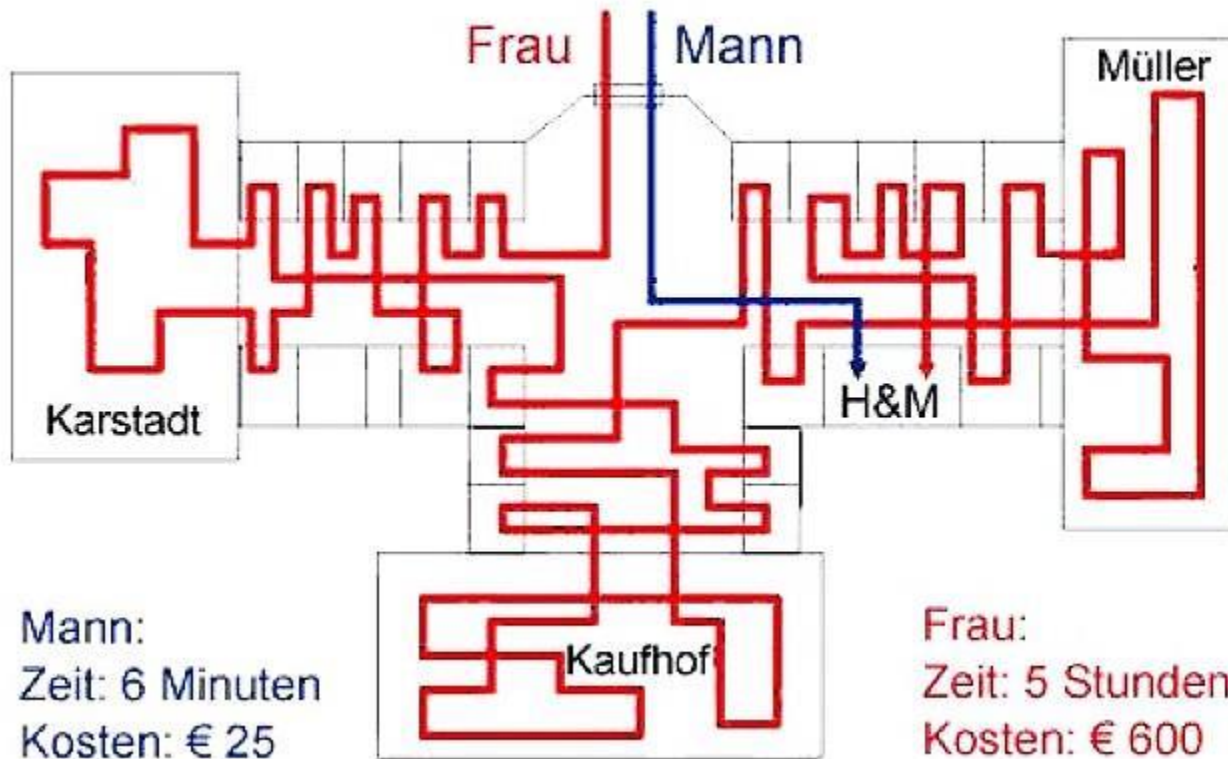 Frau
Mann
Müller
Karstadt
H&M
Kaufhof
Mann:
Zeit: 6 Minuten
Kosten: € 25
Frau:
Zeit: 5 Stunden
Kosten: € 600